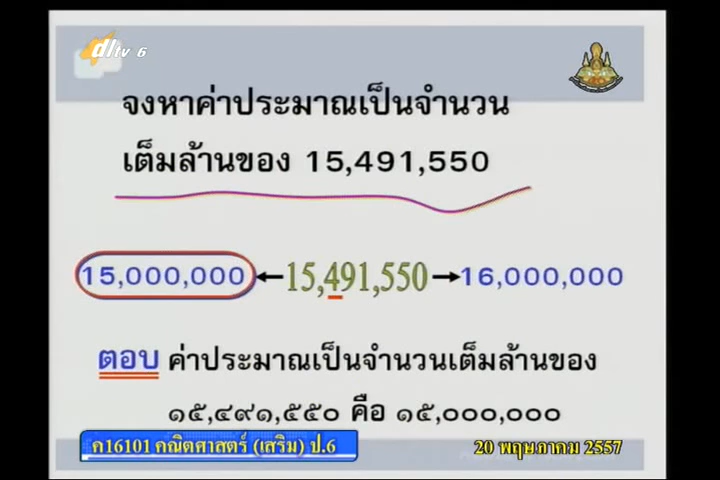 dltv 6
จงหาค่าประมาณเป็นจำนวน
เต็มล้านของ 15,491,550
15,000,000 15,491,550 16,000,000
ตอบ ค่าประมาณเป็นจำนวนเต็มล้านของ
๑๕,๔๙๑,๕๕๐ คือ ๑๕,๐๐๐,๐๐๐
ค16101 คณิตศาสตร์ (เสริม) ป.6 20 พฤษภาคม 2557